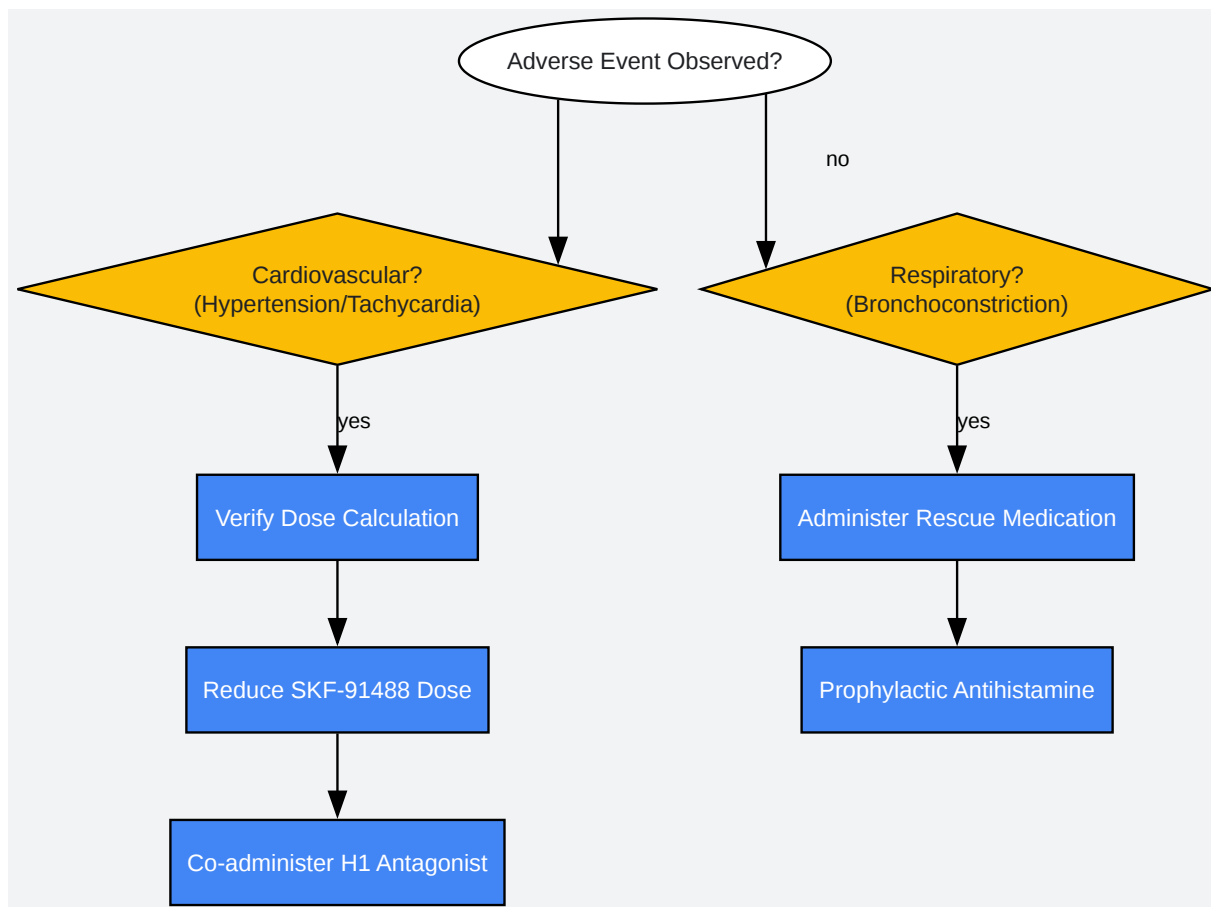 Adverse Event Observed?
no
Cardiovascular?
(Hypertension/Tachycardia)
Respiratory?
(Bronchoconstriction)
yes
yes
Verify Dose Calculation
Administer Rescue Medication
Reduce SKF-91488 Dose
Prophylactic Antihistamine
Co-administer H1 Antagonist